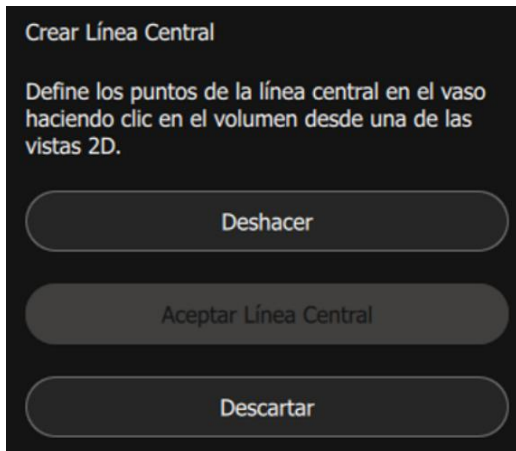 Crear Línea Central
Define los puntos de la línea central en el vaso
haciendo clic en el volumen desde una de las
vistas 2D.
Deshacer
Aceptar Línea Central
Descartar